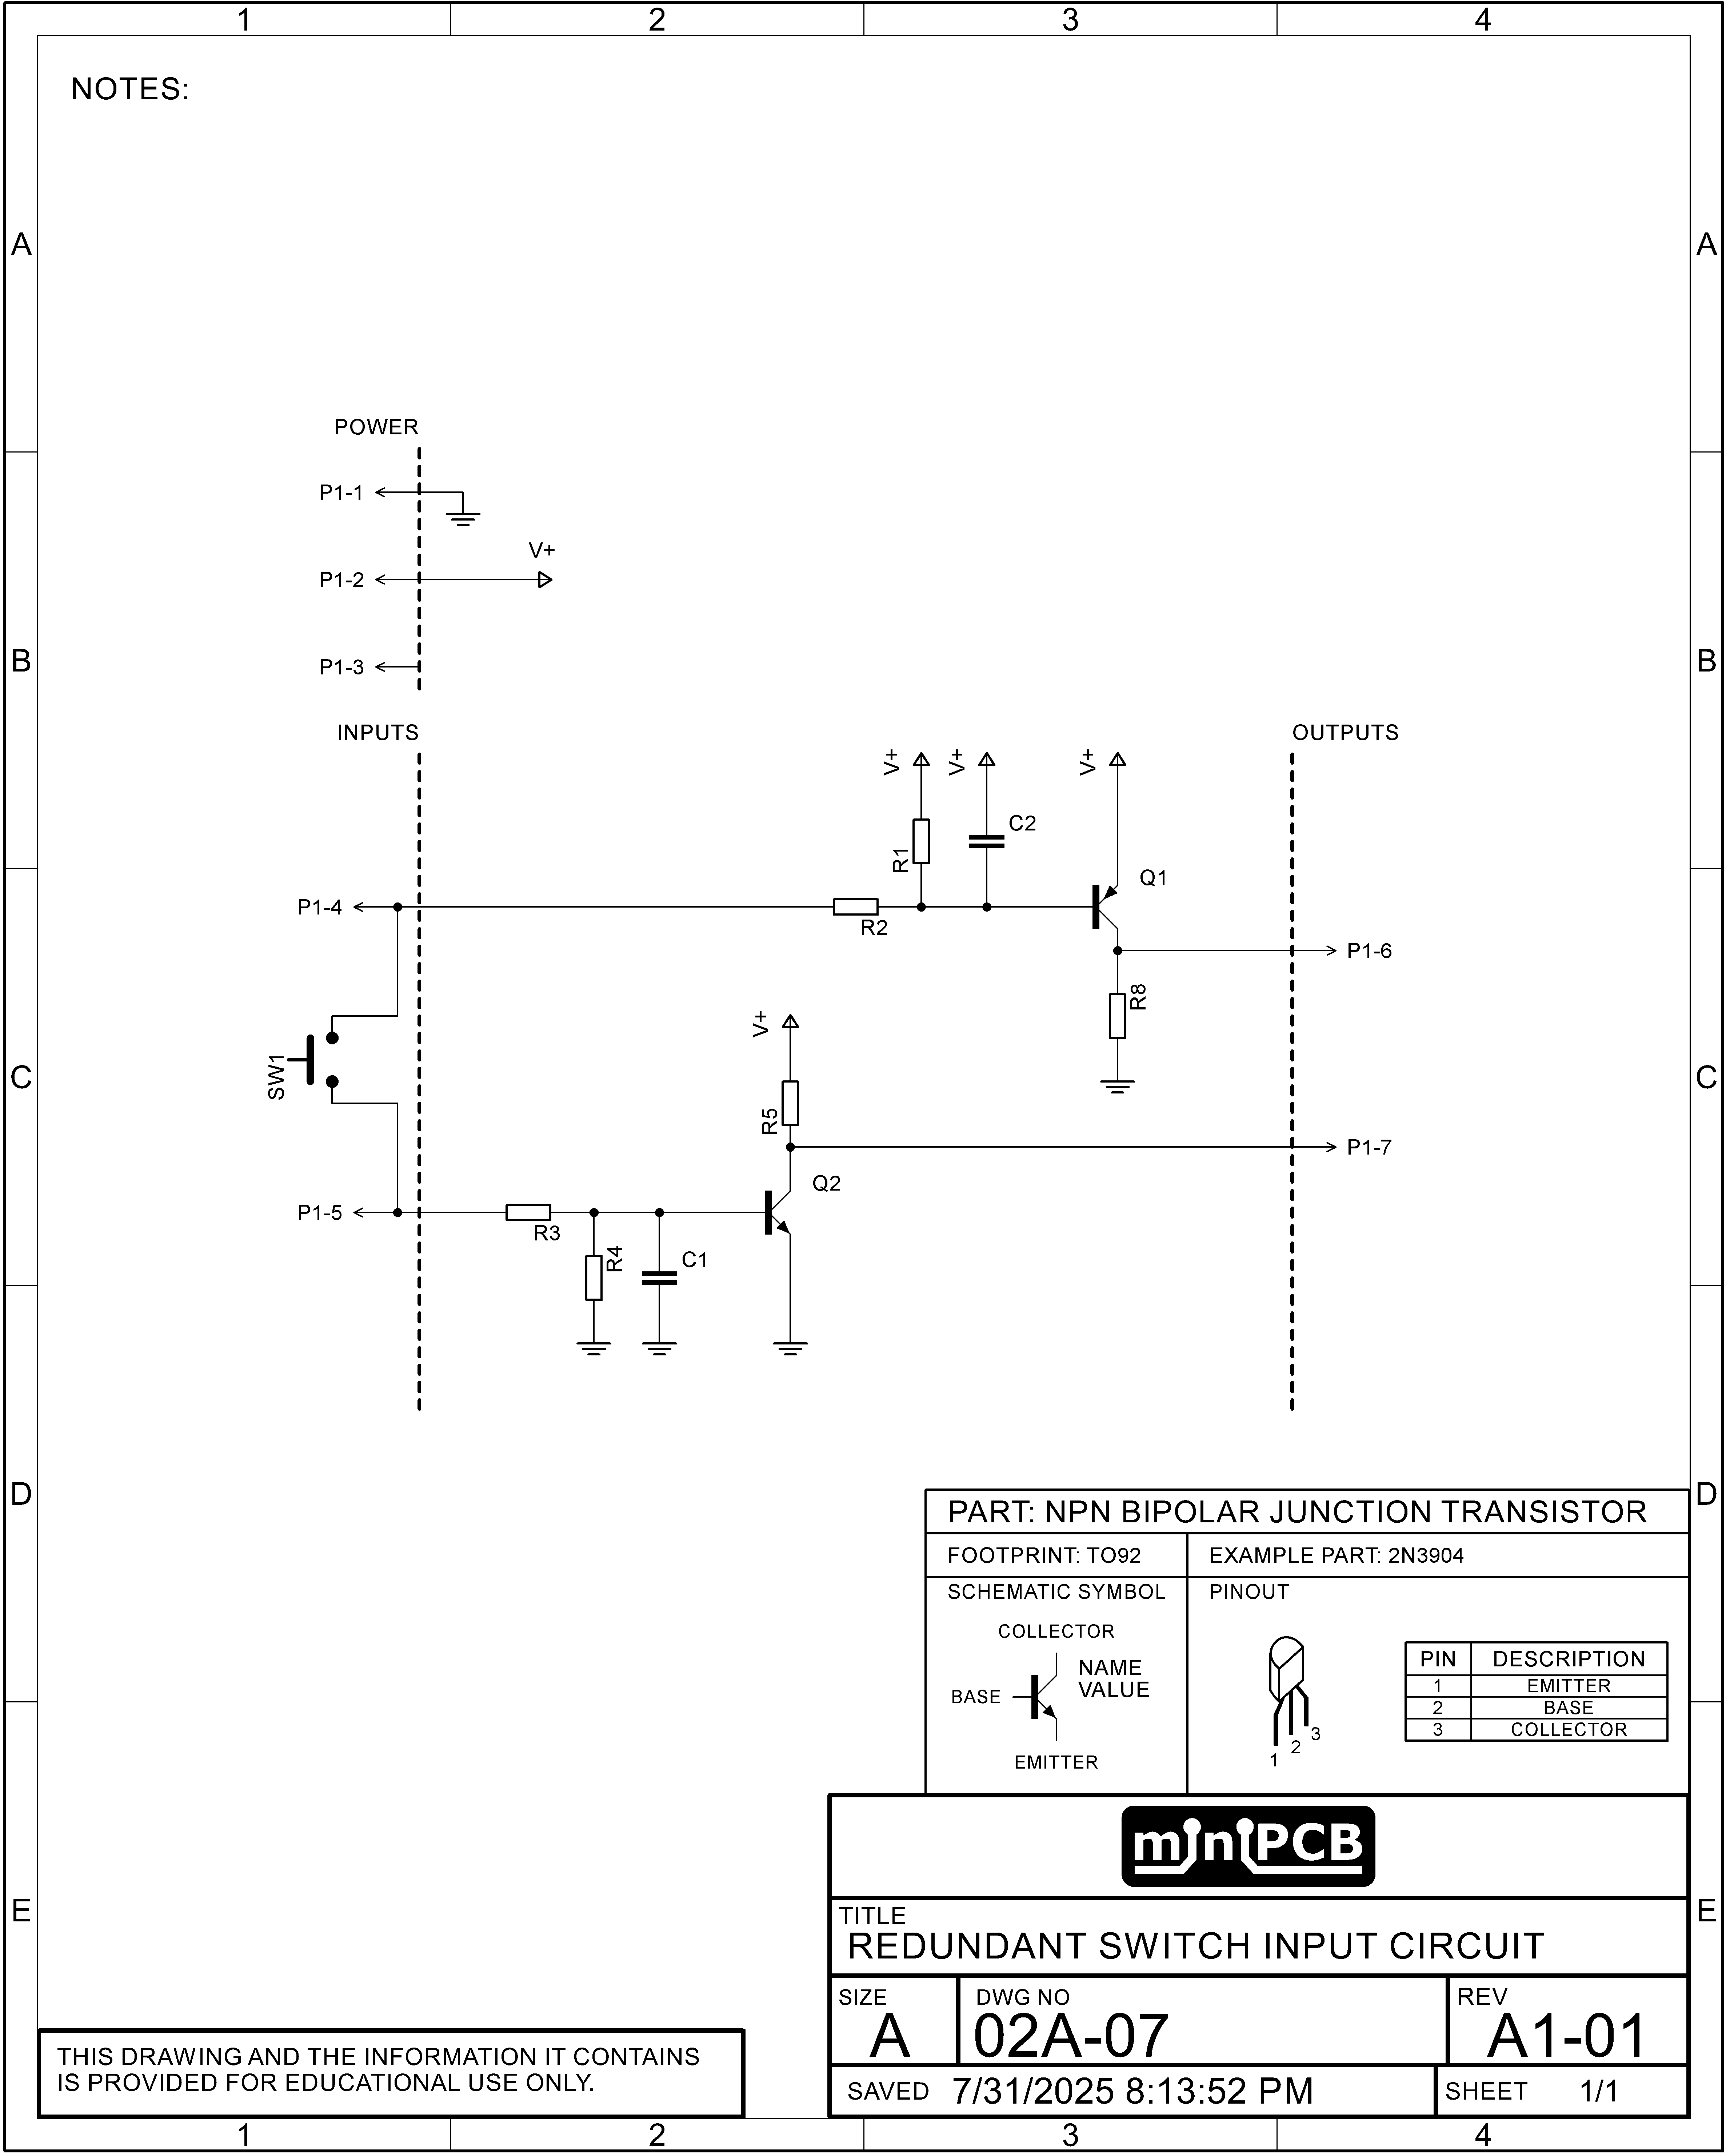 1 2 3 4
NOTES:
A A
POWER
P1-1
V+
P1-2
B B
P1-3
INPUTS OUTPUTS
V+ V+ V+
C2
R1
Q1
P1-4
R2
P1-6
R8
V+
C C
SW1
R5
P1-7
Q2
P1-5
R3
R4
C1
D D
PART: NPN BIPOLAR JUNCTION TRANSISTOR
FOOTPRINT: TO92 EXAMPLE PART: 2N3904
SCHEMATIC SYMBOL PINOUT
COLLECTOR
NAME
VALUE
BASE
EMITTER
1 2 3
PIN DESCRIPTION
1 EMITTER
2 BASE
3 COLLECTOR
miniPCB
E E
TITLE
REDUNDANT SWITCH INPUT CIRCUIT
SIZE DWG NO REV
A 02A-07 A1-01
SAVED 7/31/2025 8:13:52 PM SHEET 1/1
THIS DRAWING AND THE INFORMATION IT CONTAINS
IS PROVIDED FOR EDUCATIONAL USE ONLY.
1 2 3 4